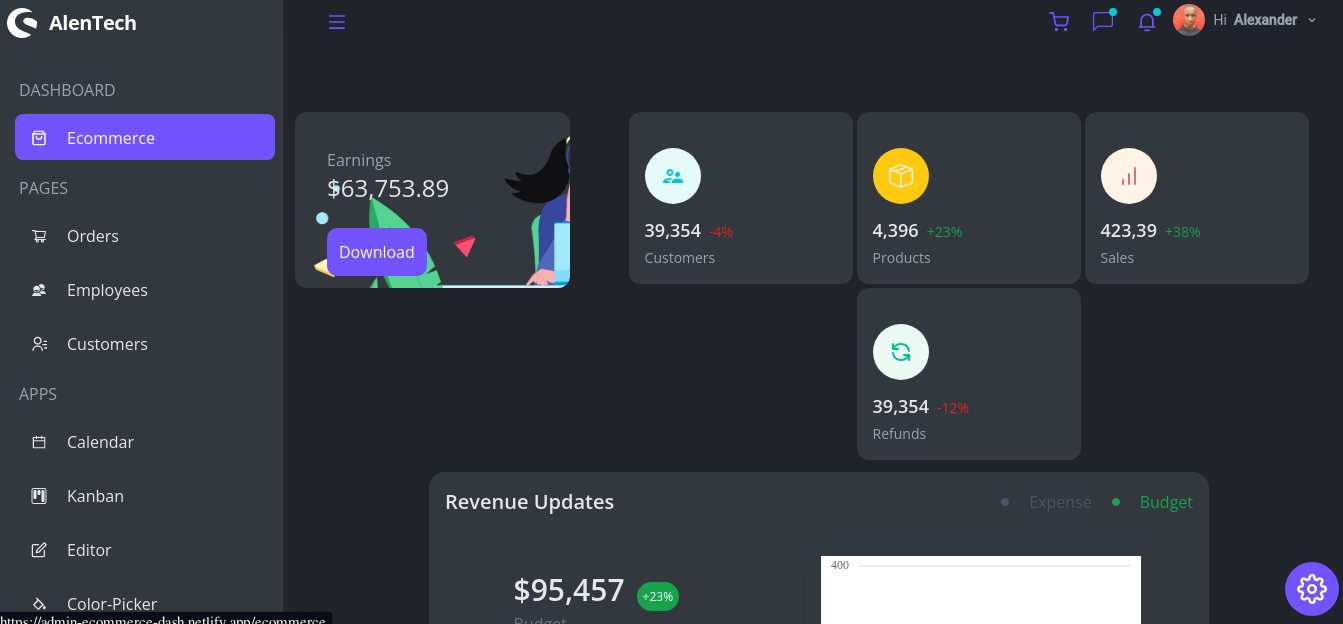 AlenTech
Hi Alexander
DASHBOARD
Ecommerce
PAGES
Orders
Employees
Customers
APPS
Calendar
Kanban
Editor
Color-Picker
https://admin-ecommerce-dash.netlify.app/ecommerce
Earnings
$63,753.89
Download
39,354 -4%
Customers
4,396 +23%
Products
423,39 +38%
Sales
39,354 -12%
Refunds
Revenue Updates
Expense
Budget
$95,457 +23%
Budget
400